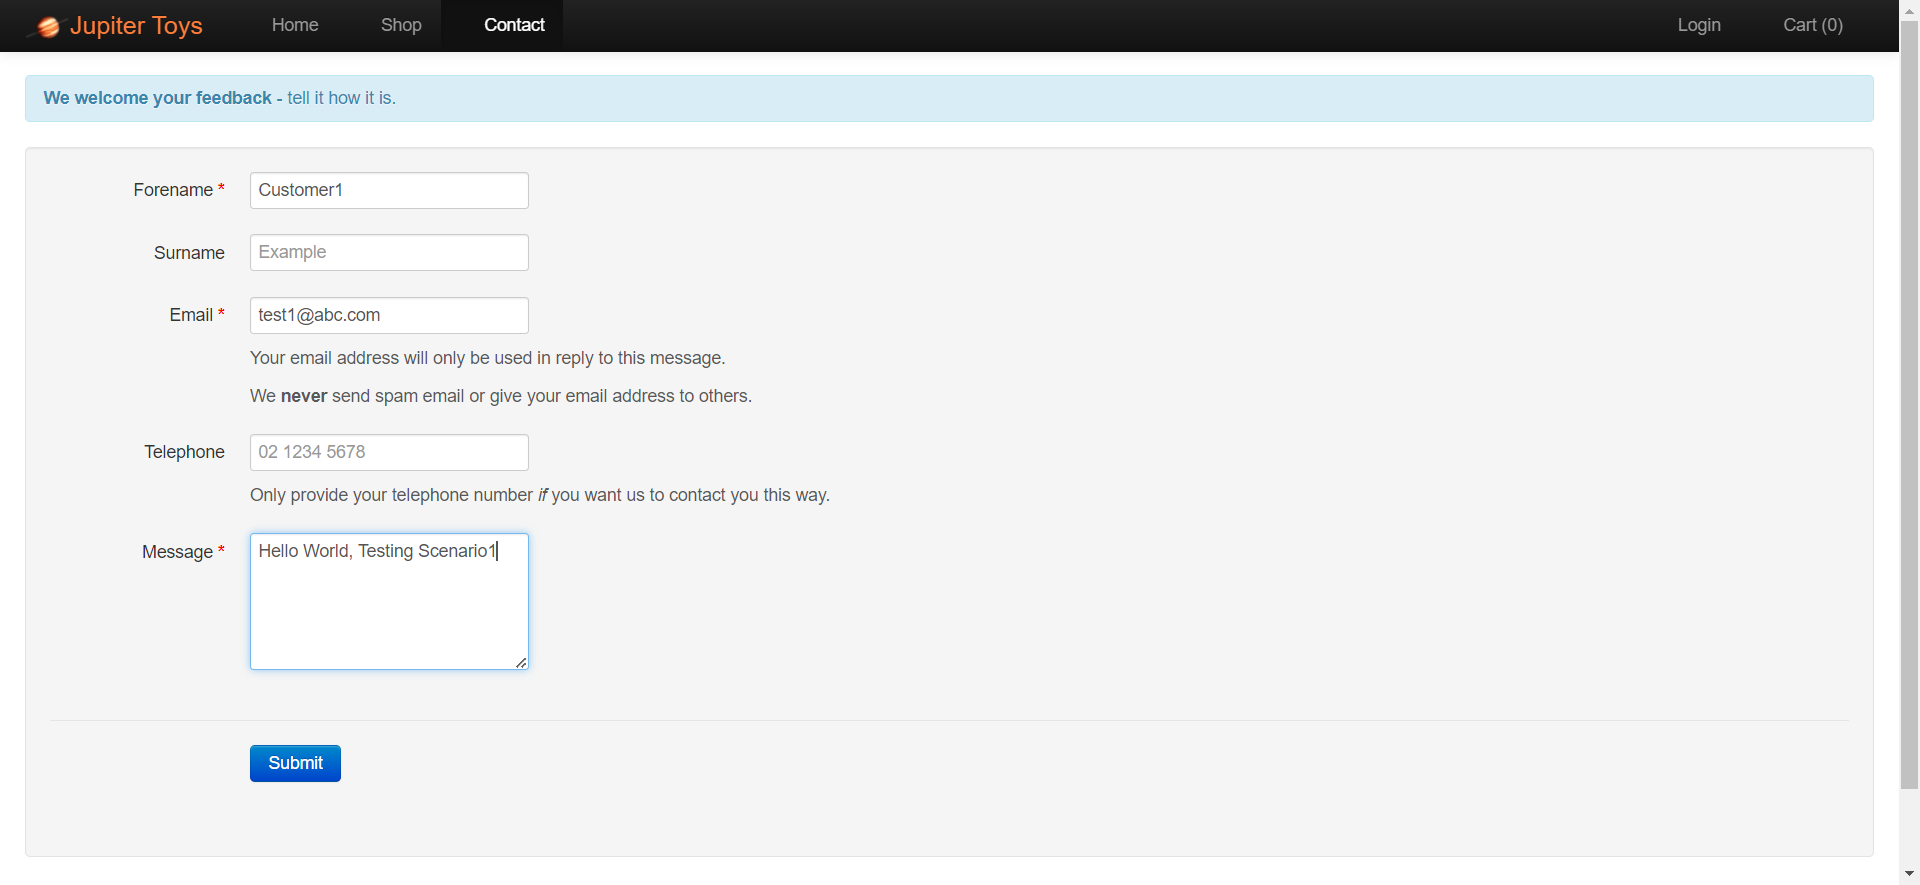 Jupiter Toys Home Shop Contact Login Cart (0)
We welcome your feedback - tell it how it is.
Forename * Customer1
Surname Example
Email * test1@abc.com
Your email address will only be used in reply to this message.
We never send spam email or give your email address to others.
Telephone 02 1234 5678
Only provide your telephone number if you want us to contact you this way.
Message * Hello World, Testing Scenario1
Submit